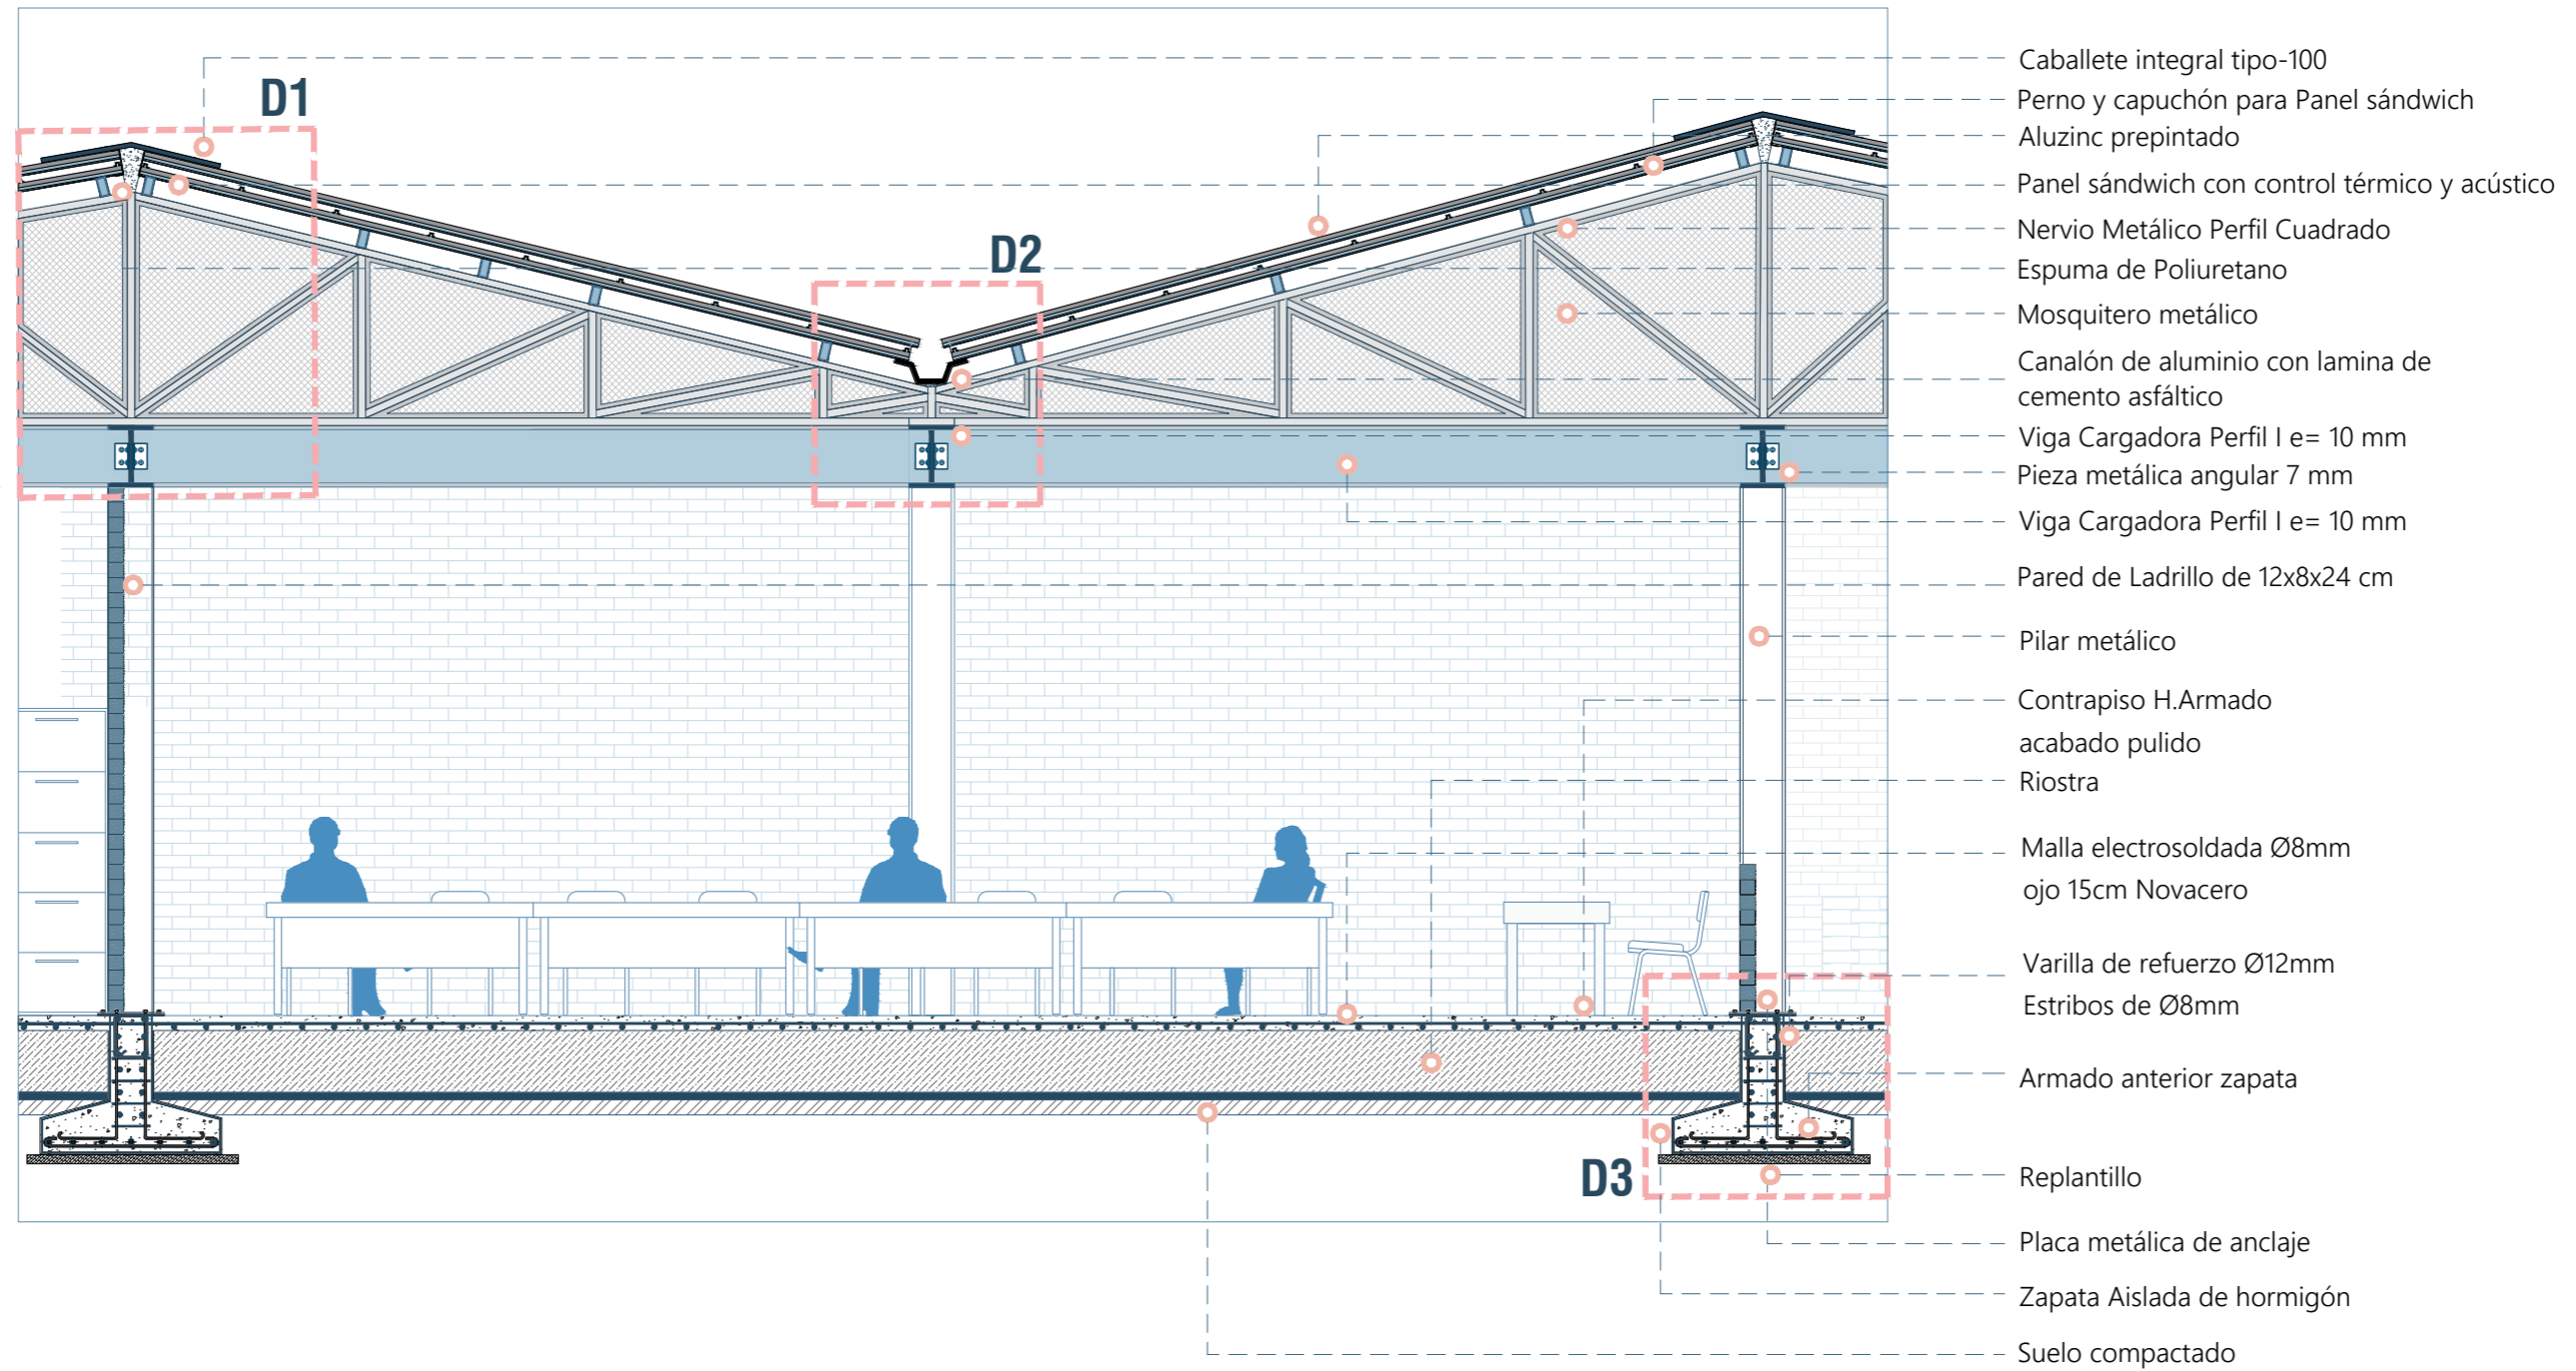 D1
D2
D3
Caballete integral tipo-100
Perno y capuchón para Panel sándwich
Aluzinc prepintado
Panel sándwich con control térmico y acústico
Nervio Metálico Perfil Cuadrado
Espuma de Poliuretano
Mosquitero metálico
Canalón de aluminio con lamina de
cemento asfáltico
Viga Cargadora Perfil I e= 10 mm
Pieza metálica angular 7 mm
Viga Cargadora Perfil I e= 10 mm
Pared de Ladrillo de 12x8x24 cm
Pilar metálico
Contrapiso H.Armado
acabado pulido
Riostra
Malla electrosoldada Ø8mm
ojo 15cm Novacero
Varilla de refuerzo Ø12mm
Estribos de Ø8mm
Armado anterior zapata
Replantillo
Placa metálica de anclaje
Zapata Aislada de hormigón
Suelo compactado